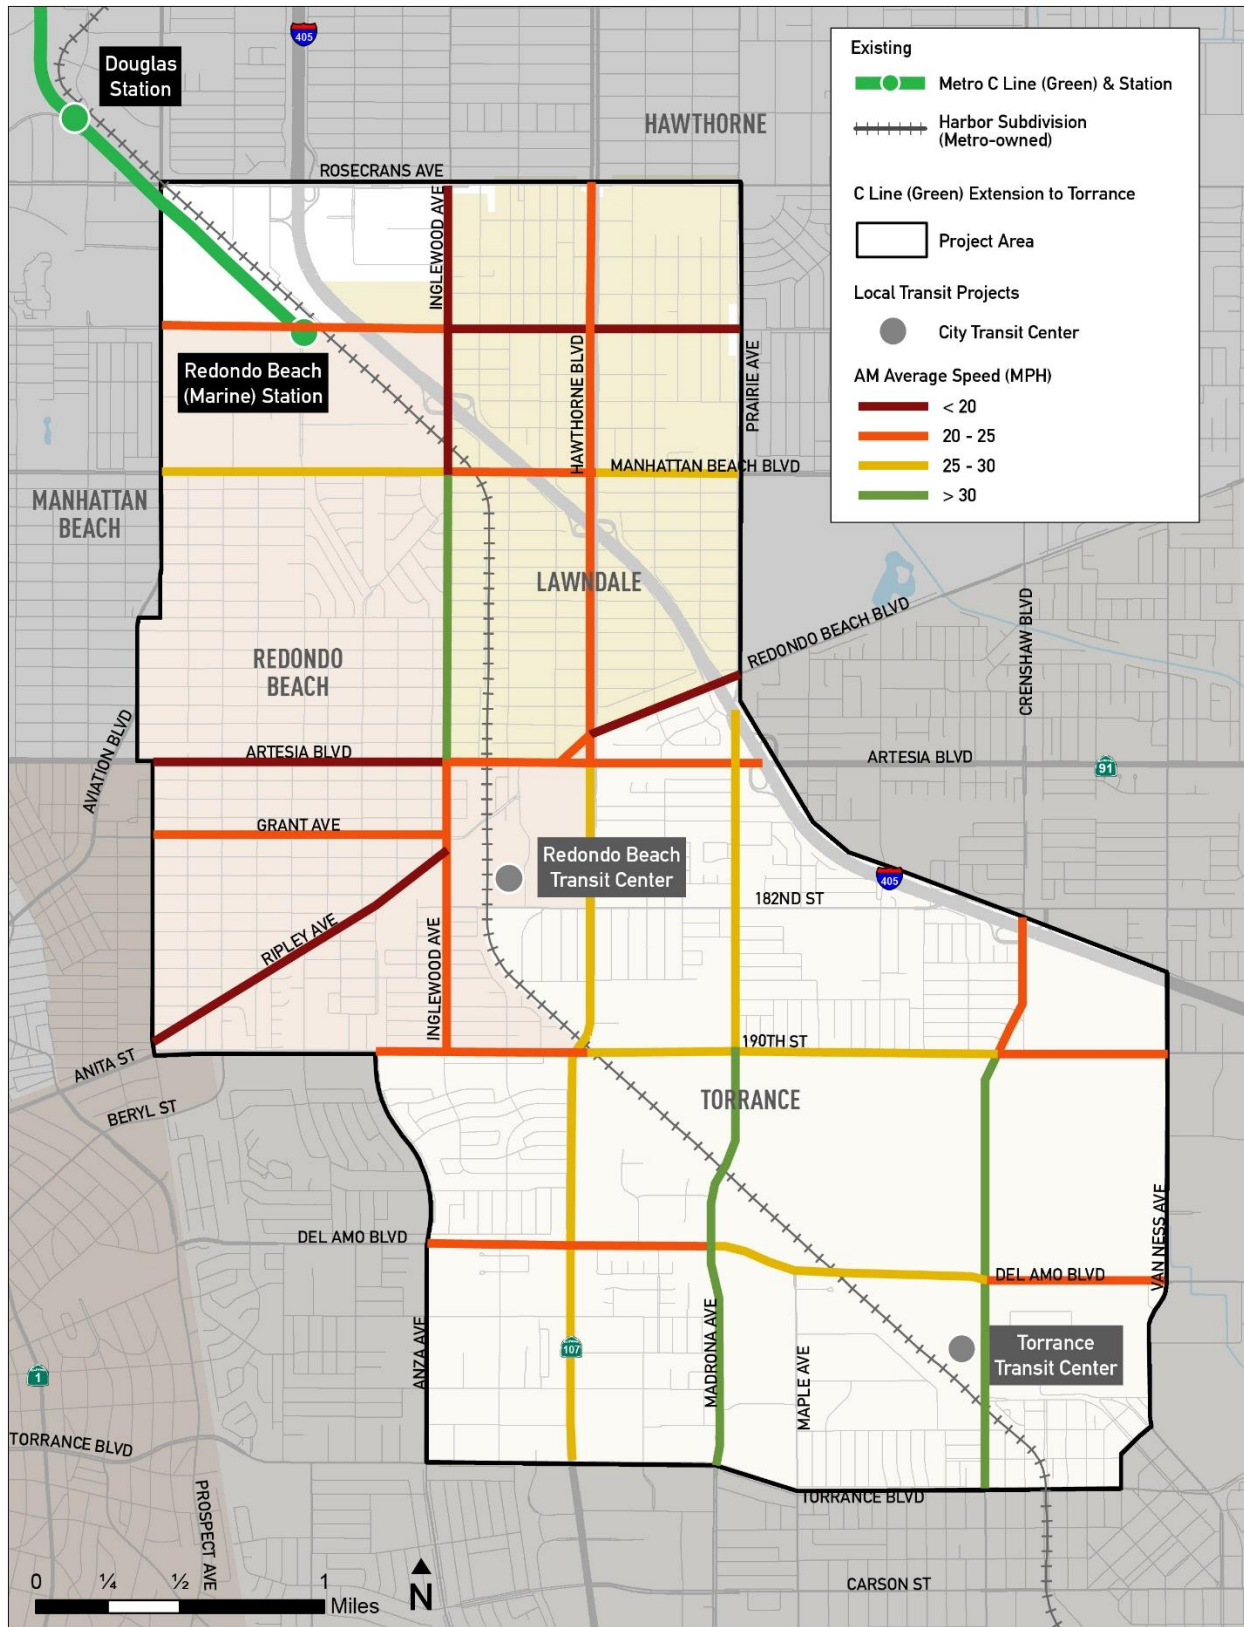 405
Douglas
Station
HAWTHORNE
ROSECRANS AVE
INGLEWOOD AVE
HAWTHORNE BLVD
PRAIRIE AVE
Redondo Beach
(Marine) Station
MANHATTAN BEACH BLVD
MANHATTAN
BEACH
LAWNDALE
REDONDO BEACH BLVD
REDONDO
BEACH
CRENSHAW BLVD
AVIATION BLVD
ARTESIA BLVD
ARTESIA BLVD
91
GRANT AVE
Redondo Beach
Transit Center
405
182ND ST
RIPLEY AVE
INGLEWOOD AVE
190TH ST
ANITA ST
BERYL ST
TORRANCE
DEL AMO BLVD
DEL AMO BLVD
VAN NESS AVE
ANZA AVE
107
MADRONA AVE
MAPLE AVE
Torrance
Transit Center
1
TORRANCE BLVD
PROSPECT AVE
TORRANCE BLVD
CARSON ST
0 ¼ ½ 1
Miles
N
Existing
Metro C Line (Green) & Station
Harbor Subdivision
(Metro-owned)
C Line (Green) Extension to Torrance
Project Area
Local Transit Projects
City Transit Center
AM Average Speed (MPH)
< 20
20 - 25
25 - 30
> 30